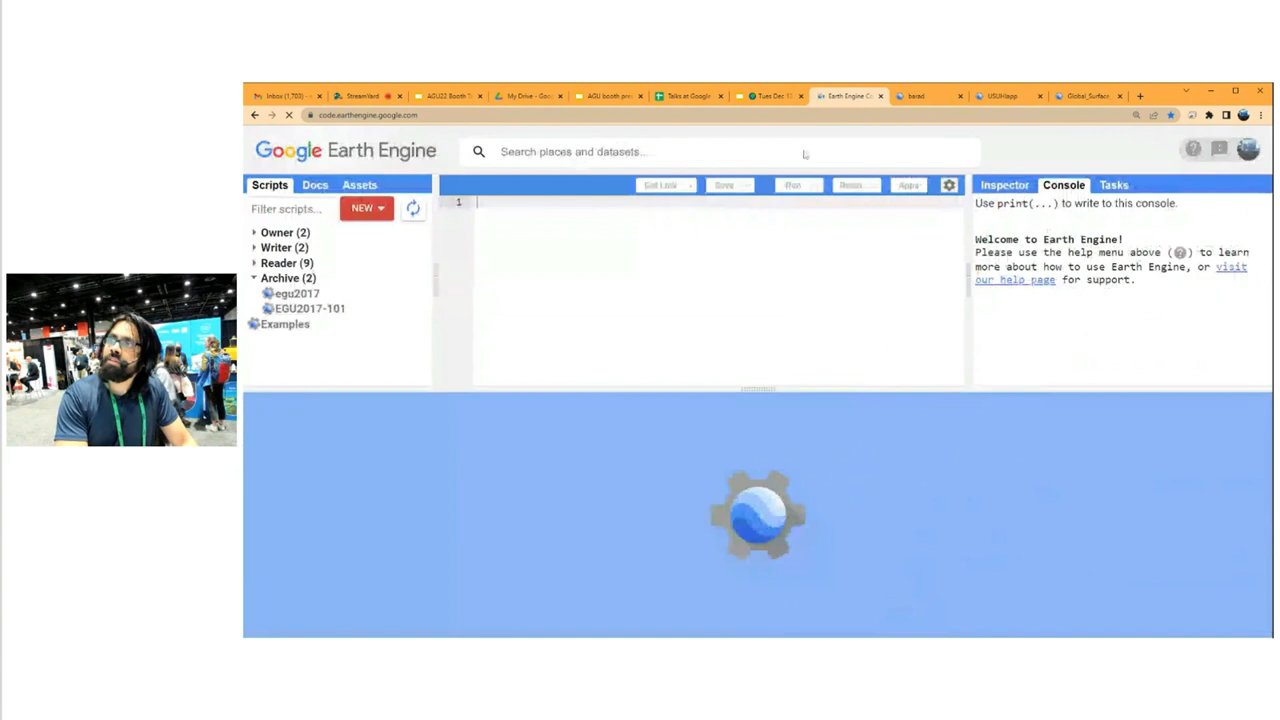 Inbox (1,703) -
StreamYard
AGU22 Booth T
My Drive - Goo
AGU booth pre
Talks at Google
Tues Dec 1
Earth Engine Co
barad
USUHIapp
Global_Surfac
code.earthengine.google.com
Google Earth Engine
Search places and datasets...
Scripts
Docs
Assets
Get Link
Save
Run
Reset
Apps
Inspector
Console
Tasks
Filter scripts...
NEW
Owner (2)
Writer (2)
Reader (9)
Archive (2)
egu2017
EGU2017-101
Examples
1
Use print(...) to write to this console.
Welcome to Earth Engine!
Please use the help menu above (?) to
learn more about how to use Earth Engine, or visit
our help page for support.